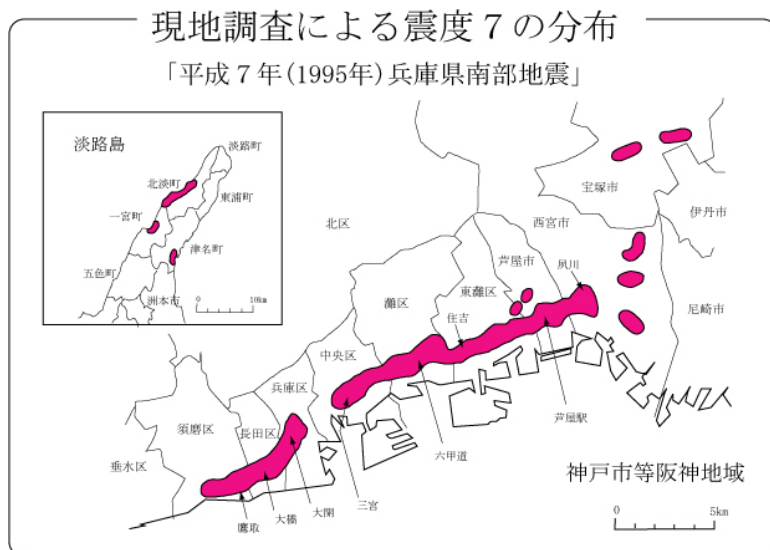 現地調査による震度７の分布
「平成７年(1995年)兵庫県南部地震」
淡路島
淡路町
北淡町
東浦町
一宮町
津名町
五色町
洲本市
0 10km
宝塚市
伊丹市
北区
西宮市
芦屋市
夙川
東灘区
灘区
住吉
尼崎市
中央区
兵庫区
須磨区
長田区
芦屋駅
六甲道
垂水区
神戸市等阪神地域
三宮
大開
大橋
鷹取
0 5km